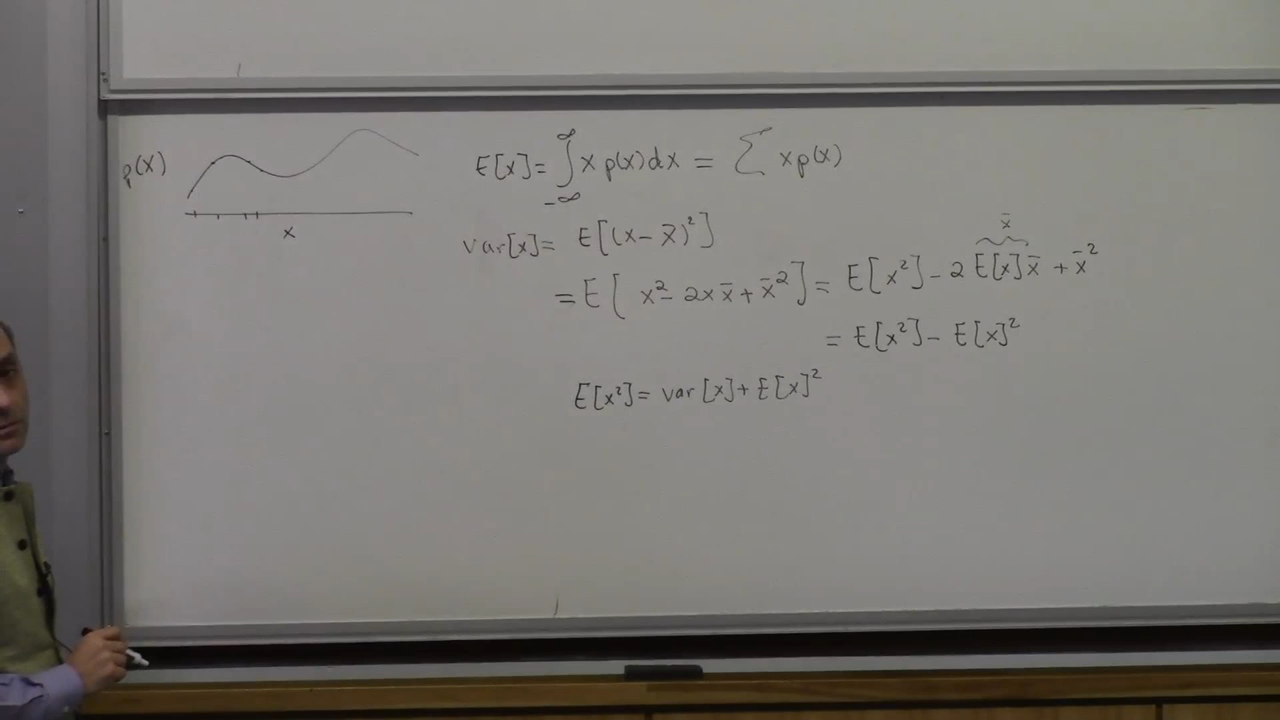 p(x)
x
E[x] = ∫_{-∞}^{∞} x p(x) dx = Σ x p(x)
var[x] = E[(x - x̄)²]
= E[x² - 2x x̄ + x̄²] = E[x²] - 2 E[x] x̄ + x̄²
x̄
= E[x²] - E[x]²
E[x²] = var[x] + E[x]²